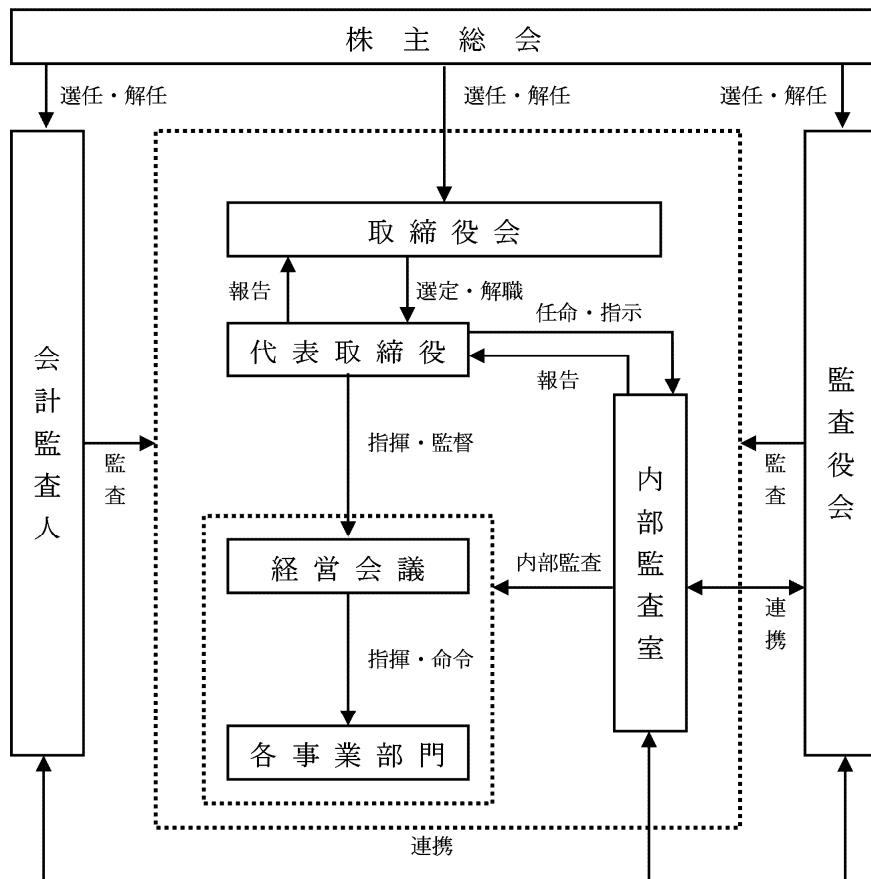 株主総会
選任・解任
選任・解任
選任・解任
取締役会
報告
選定・解職
任命・指示
代表取締役
報告
会計監査人
監査
指揮・監督
内部監査室
監査
監査役会
経営会議
内部監査
連携
指揮・命令
各事業部門
連携